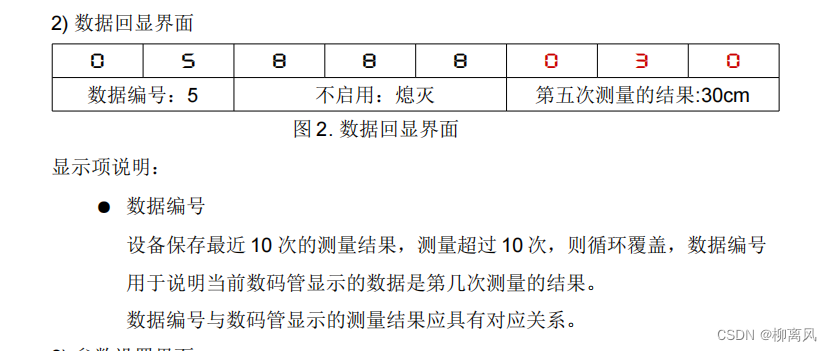 2) 数据回显界面
0 5 8 8 8 0 3 0
数据编号：5 不启用：熄灭 第五次测量的结果:30cm
图 2. 数据回显界面
显示项说明：
● 数据编号
设备保存最近 10 次的测量结果，测量超过 10 次，则循环覆盖，数据编号
用于说明当前数码管显示的数据是第几次测量的结果。
数据编号与数码管显示的测量结果应具有对应关系。
CSDN @柳离风